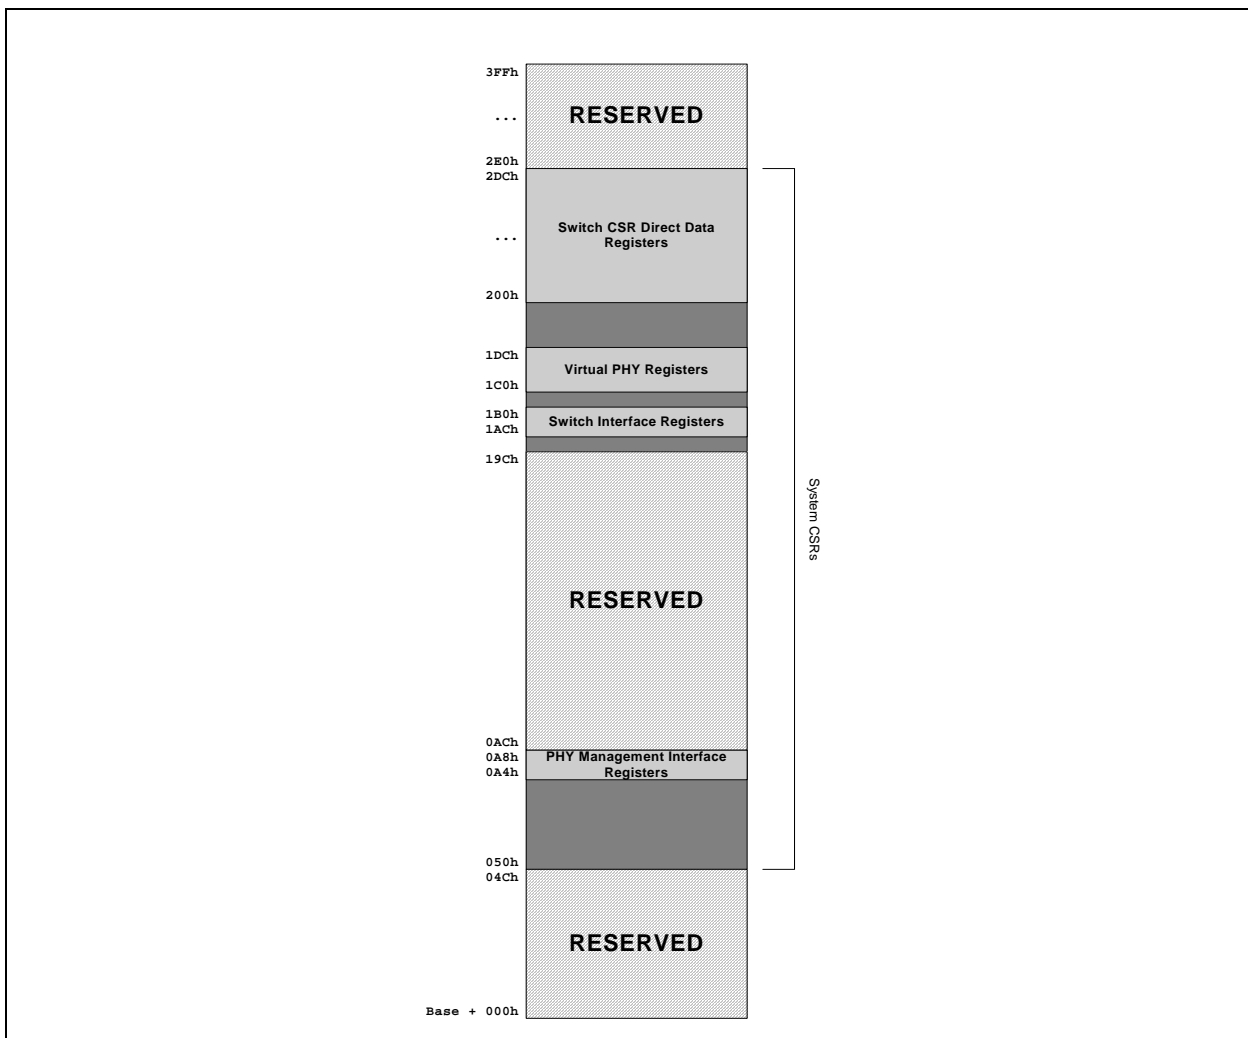 3FFh
RESERVED
...
2E0h
2DCh
Switch CSR Direct Data
Registers
...
200h
1DCh
Virtual PHY Registers
1C0h
1B0h
Switch Interface Registers
1ACh
19Ch
System CSRs
RESERVED
0ACh
0A8h
PHY Management Interface
Registers
0A4h
050h
04Ch
RESERVED
Base + 000h